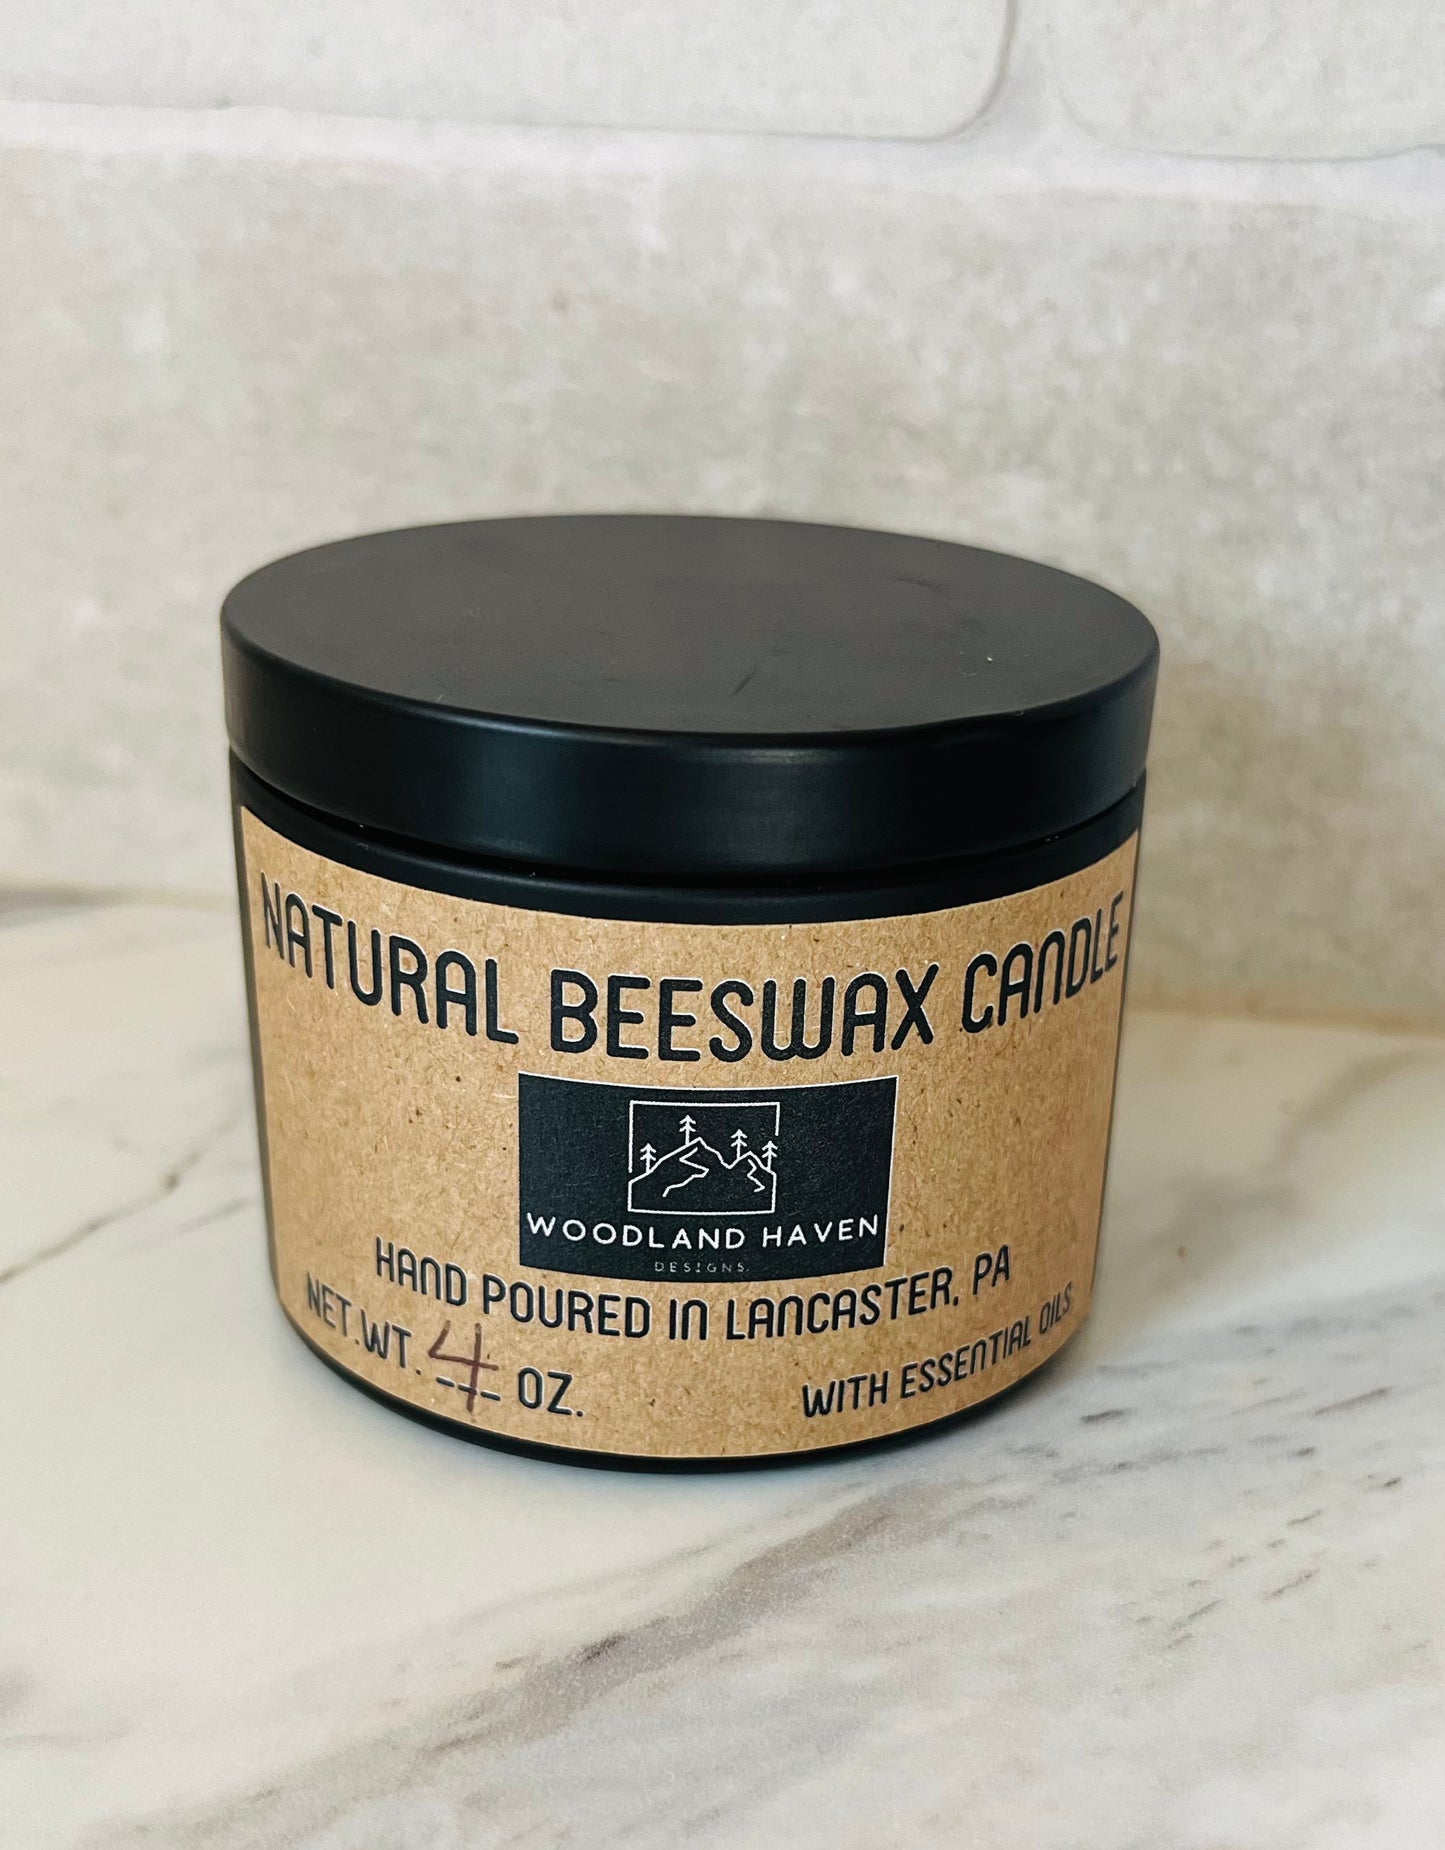 NATURAL BEESWAX CANDLE
WOODLAND HAVEN
DESIGNS
HAND POURED IN LANCASTER, PA
NET.WT. 4 OZ.
WITH ESSENTIAL OILS